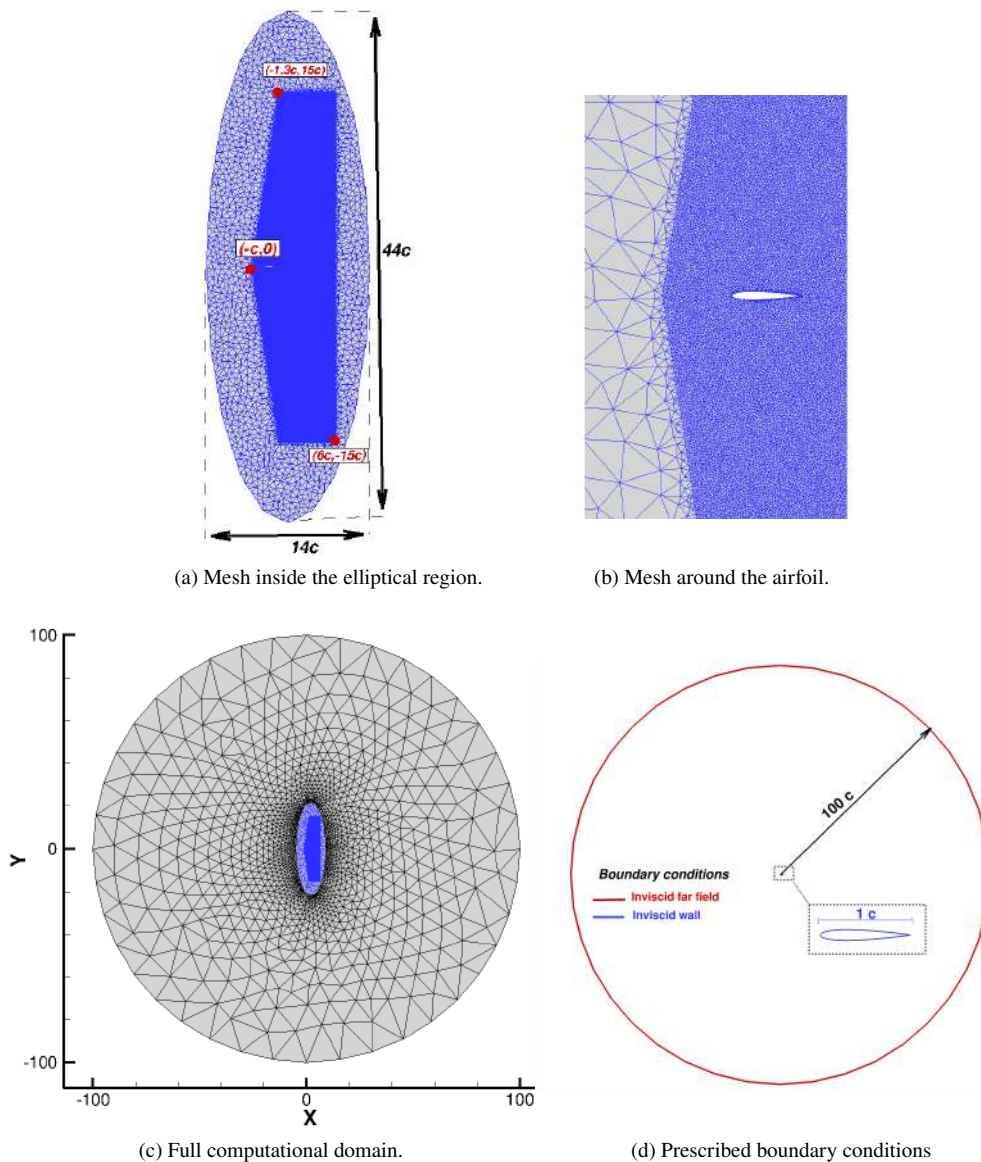 (-1.3c,15c)
(-c,0)
44c
(6c,-15c)
14c
(a) Mesh inside the elliptical region.
(b) Mesh around the airfoil.
100
Y
0
-100
-100
0
100
X
(c) Full computational domain.
100 c
Boundary conditions
Inviscid far field
Inviscid wall
1 c
(d) Prescribed boundary conditions